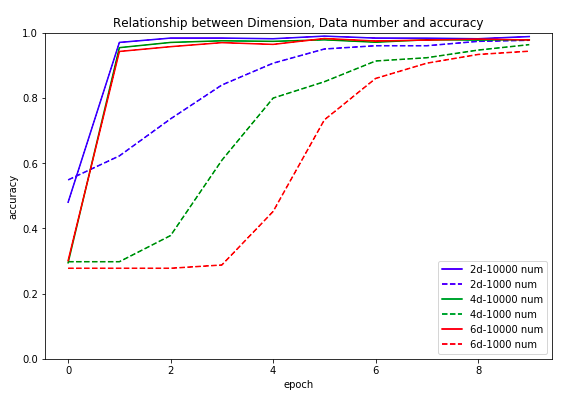 Relationship between Dimension, Data number and accuracy
1.0
0.8
0.6
0.4
0.2
0.0
accuracy
0 2 4 6 8
epoch
2d-10000 num
2d-1000 num
4d-10000 num
4d-1000 num
6d-10000 num
6d-1000 num